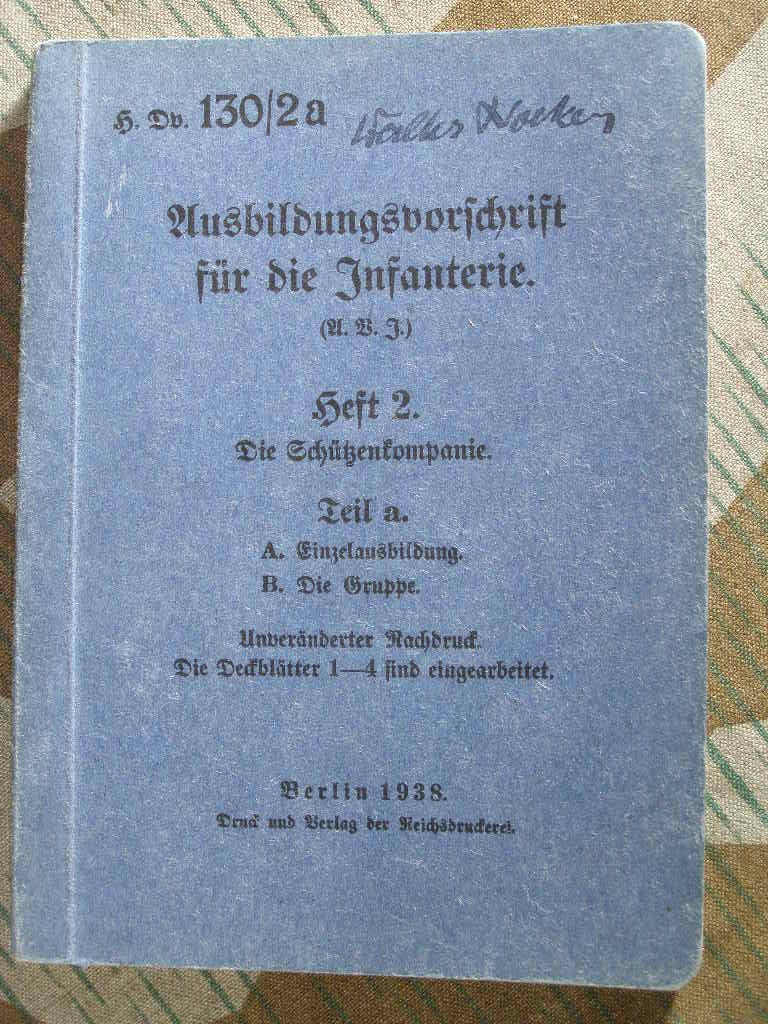 H. Dv. 130/2a
Ausbildungsvorschrift
für die Infanterie.
(A. V. I.)
Heft 2.
Die Schützenkompanie.
Teil a.
A. Einzelausbildung.
B. Die Gruppe.
Unveränderter Nachdruck.
Die Deckblätter 1—4 sind eingearbeitet.
Berlin 1938.
Druck und Verlag der Reichsdruckerei.